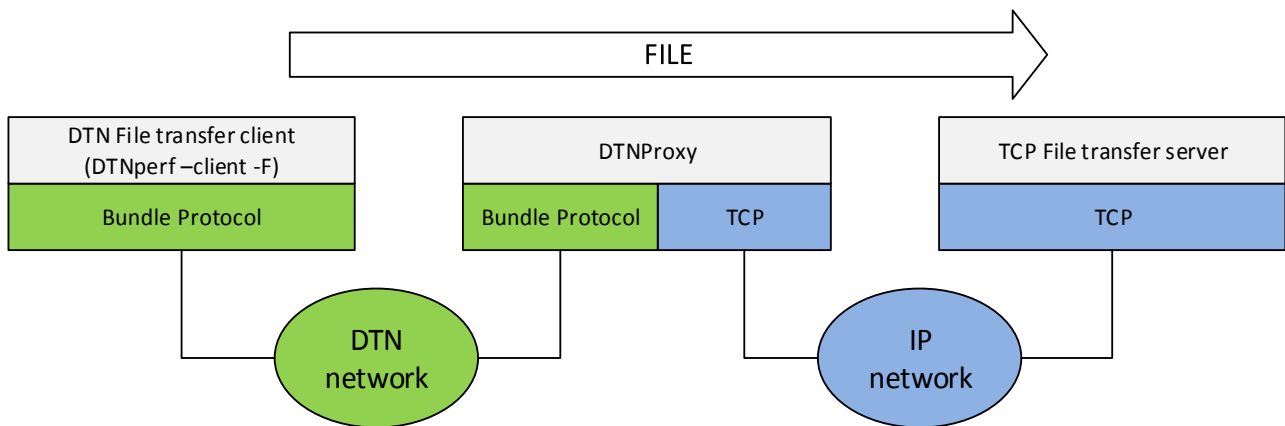 FILE
DTN File transfer client
(DTNperf –client -F)
Bundle Protocol
DTNProxy
Bundle Protocol
TCP
TCP File transfer server
TCP
DTN
network
IP
network